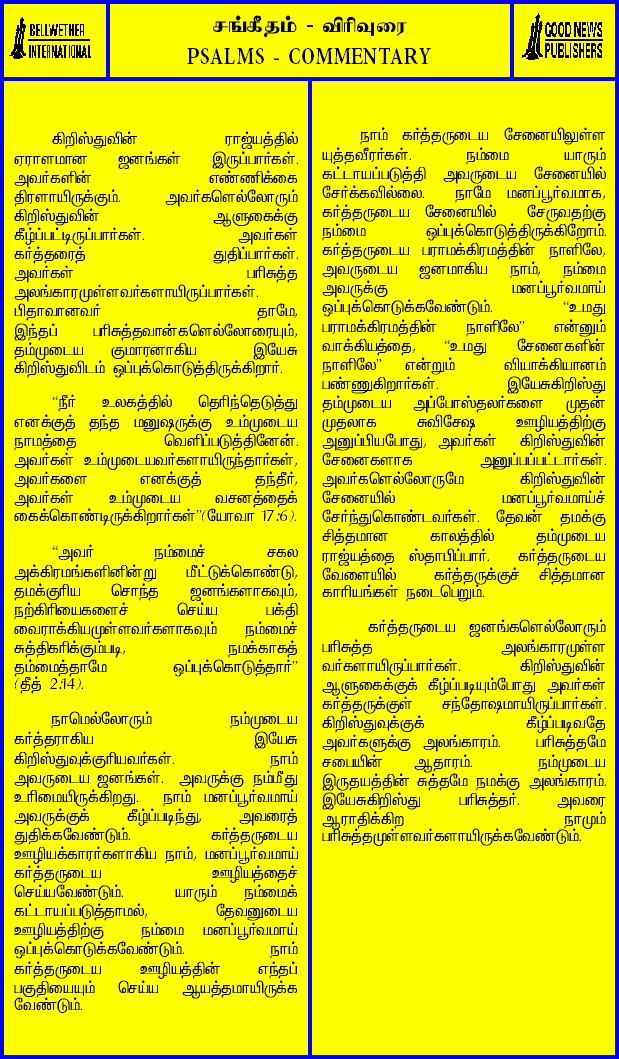 BELLWETHER
INTERNATIONAL
சங்கீதம் - விரிவுரை
PSALMS - COMMENTARY
GOOD NEWS
PUBLISHERS
கிறிஸ்துவின் ராஜ்யத்தில்
ஏராளமான ஜனங்கள் இருப்பார்கள்.
அவர்களின் எண்ணிக்கை
திரளாயிருக்கும். அவர்களெல்லோரும்
கிறிஸ்துவின் ஆளுகைக்கு
கீழ்ப்பட்டிருப்பார்கள். அவர்கள்
கர்த்தரைத் துதிப்பார்கள்.
அவர்கள் பரிசுத்த
அலங்காரமுள்ளவர்களாயிருப்பார்கள்.
பிதாவானவர் தாமே,
இந்தப் பரிசுத்தவான்களெல்லோரையும்,
தம்முடைய குமாரனாகிய இயேசு
கிறிஸ்துவிடம் ஒப்புக்கொடுத்திருக்கிறார்.
“நீர் உலகத்தில் தெரிந்தெடுத்து
எனக்குத் தந்த மனுஷருக்கு உம்முடைய
நாமத்தை வெளிப்படுத்தினேன்.
அவர்கள் உம்முடையவர்களாயிருந்தார்கள்,
அவர்களை எனக்குத் தந்தீர்,
அவர்கள் உம்முடைய வசனத்தைக்
கைக்கொண்டிருக்கிறார்கள்”(யோவா 17:6).
“அவர் நம்மைச் சகல
அக்கிரமங்களினின்று மீட்டுக்கொண்டு,
தமக்குரிய சொந்த ஜனங்களாகவும்,
நற்கிரியைகளைச் செய்ய பக்தி
வைராக்கியமுள்ளவர்களாகவும் நம்மைச்
சுத்திகரிக்கும்படி, நமக்காகத்
தம்மைத்தாமே ஒப்புக்கொடுத்தார்”
(தீத் 2:14).
நாமெல்லோரும் நம்முடைய
கர்த்தராகிய இயேசு
கிறிஸ்துவுக்குரியவர்கள். நாம்
அவருடைய ஜனங்கள். அவருக்கு நம்மீது
உரிமையிருக்கிறது. நாம் மனப்பூர்வமாய்
அவருக்குக் கீழ்ப்படிந்து, அவரைத்
துதிக்கவேண்டும். கர்த்தருடைய
ஊழியக்காரர்களாகிய நாம், மனப்பூர்வமாய்
கர்த்தருடைய ஊழியத்தைச்
செய்யவேண்டும். யாரும் நம்மைக்
கட்டாயப்படுத்தாமல், தேவனுடைய
ஊழியத்திற்கு நம்மை மனப்பூர்வமாய்
ஒப்புக்கொடுக்கவேண்டும். நாம்
கர்த்தருடைய ஊழியத்தின் எந்தப்
பகுதியையும் செய்ய ஆயத்தமாயிருக்க
வேண்டும்.
நாம் கர்த்தருடைய சேனையிலுள்ள
யுத்தவீரர்கள். நம்மை யாரும்
கட்டாயப்படுத்தி அவருடைய சேனையில்
சேர்க்கவில்லை. நாமே மனப்பூர்வமாக,
கர்த்தருடைய சேனையில் சேருவதற்கு
நம்மை ஒப்புக்கொடுத்திருக்கிறோம்.
கர்த்தருடைய பராமக்கிரமத்தின் நாளிலே,
அவருடைய ஜனமாகிய நாம், நம்மை
அவருக்கு மனப்பூர்வமாய்
ஒப்புக்கொடுக்கவேண்டும். “உமது
பராமக்கிரமத்தின் நாளிலே” என்னும்
வாக்கியத்தை, “உமது சேனைகளின்
நாளிலே” என்றும் வியாக்கியானம்
பண்ணுகிறார்கள். இயேசுகிறிஸ்து
தம்முடைய அப்போஸ்தலர்களை முதன்
முதலாக சுவிசேஷ ஊழியத்திற்கு
அனுப்பியபோது, அவர்கள் கிறிஸ்துவின்
சேனைகளாக அனுப்பப்பட்டார்கள்.
அவர்களெல்லோருமே கிறிஸ்துவின்
சேனையில் மனப்பூர்வமாய்ச்
சேர்ந்துகொண்டவர்கள். தேவன் தமக்கு
சித்தமான காலத்தில் தம்முடைய
ராஜ்யத்தை ஸ்தாபிப்பார். கர்த்தருடைய
வேளையில் கர்த்தருக்குச் சித்தமான
காரியங்கள் நடைபெறும்.
கர்த்தருடைய ஜனங்களெல்லோரும்
பரிசுத்த அலங்காரமுள்ள
வர்களாயிருப்பார்கள். கிறிஸ்துவின்
ஆளுகைக்குக் கீழ்ப்படியும்போது அவர்கள்
கர்த்தருக்குள் சந்தோஷமாயிருப்பார்கள்.
கிறிஸ்துவுக்குக் கீழ்ப்படிவதே
அவர்களுக்கு அலங்காரம். பரிசுத்தமே
சபையின் ஆதாரம். நம்முடைய
இருதயத்தின் சுத்தமே நமக்கு அலங்காரம்.
இயேசுகிறிஸ்து பரிசுத்தர். அவரை
ஆராதிக்கிற நாமும்
பரிசுத்தமுள்ளவர்களாயிருக்கவேண்டும்.